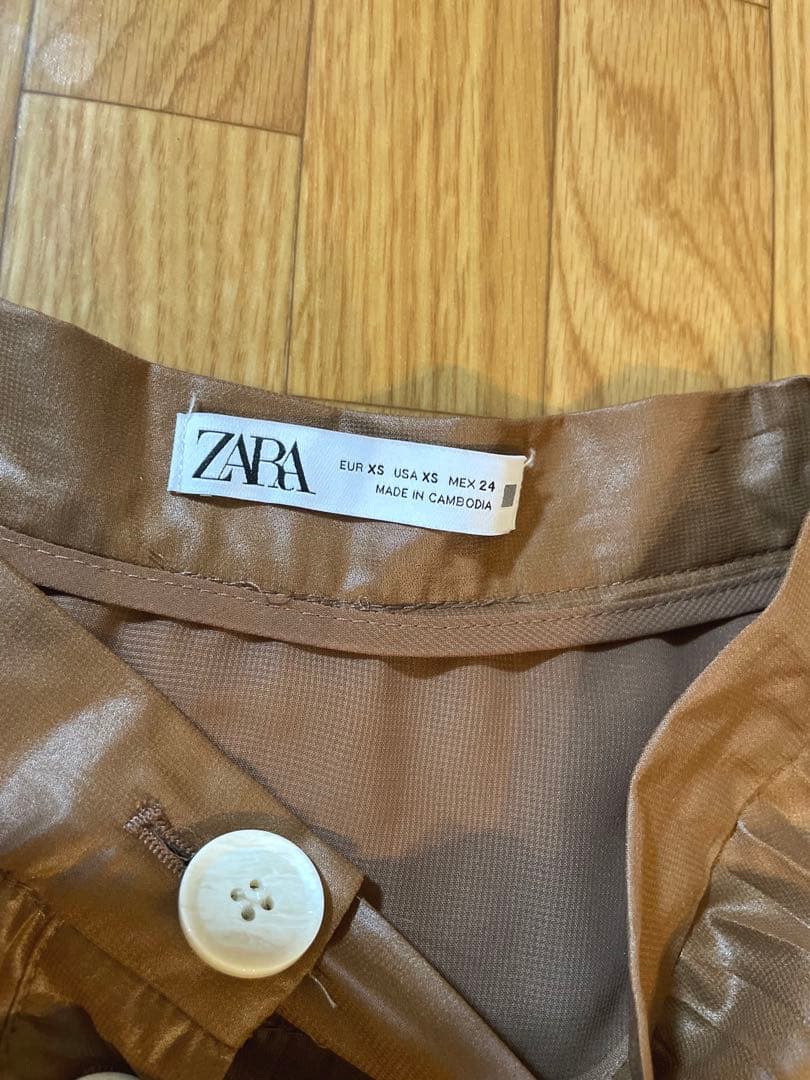 ZARA
EUR XS USA XS MEX 24
MADE IN CAMBODIA